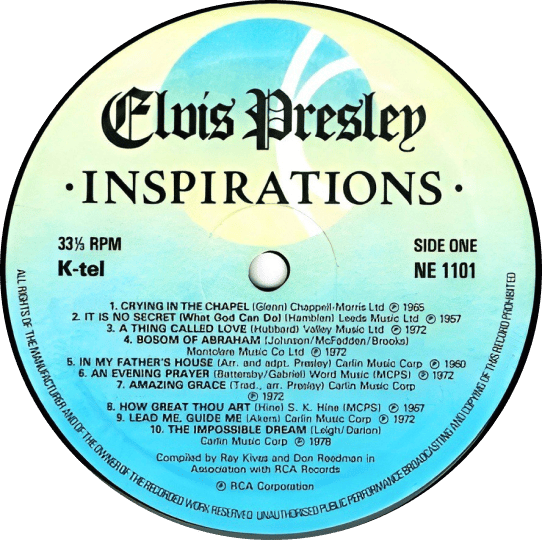 Elvis Presley
· INSPIRATIONS ·
33⅓ RPM
K-tel
SIDE ONE
NE 1101
1. CRYING IN THE CHAPEL (Glenn) Chappell-Morris Ltd ℗ 1965
2. IT IS NO SECRET (What God Can Do) (Hamblen) Leeds Music Ltd ℗ 1957
3. A THING CALLED LOVE (Hubbard) Valley Music Ltd ℗ 1972
4. BOSOM OF ABRAHAM (Johnson/McFadden/Brooks)
Montclare Music Co Ltd ℗ 1972
5. IN MY FATHER'S HOUSE (Arr. and adpt. Presley) Carlin Music Corp ℗ 1960
6. AN EVENING PRAYER (Battersby/Gabriel) Word Music (MCPS) ℗ 1972
7. AMAZING GRACE (Trad., arr. Presley) Carlin Music Corp
℗ 1972
8. HOW GREAT THOU ART (Hine) S. K. Hine (MCPS) ℗ 1967
9. LEAD ME, GUIDE ME (Akers) Carlin Music Corp ℗ 1972
10. THE IMPOSSIBLE DREAM (Leigh/Darion)
Carlin Music Corp ℗ 1978
Compiled by Ray Kives and Don Reedman in
Association with RCA Records
℗ RCA Corporation
ALL RIGHTS OF THE MANUFACTURER AND OF THE OWNER OF THE RECORDED WORK RESERVED UNAUTHORISED PUBLIC PERFORMANCE BROADCASTING AND COPYING OF THIS RECORD PROHIBITED